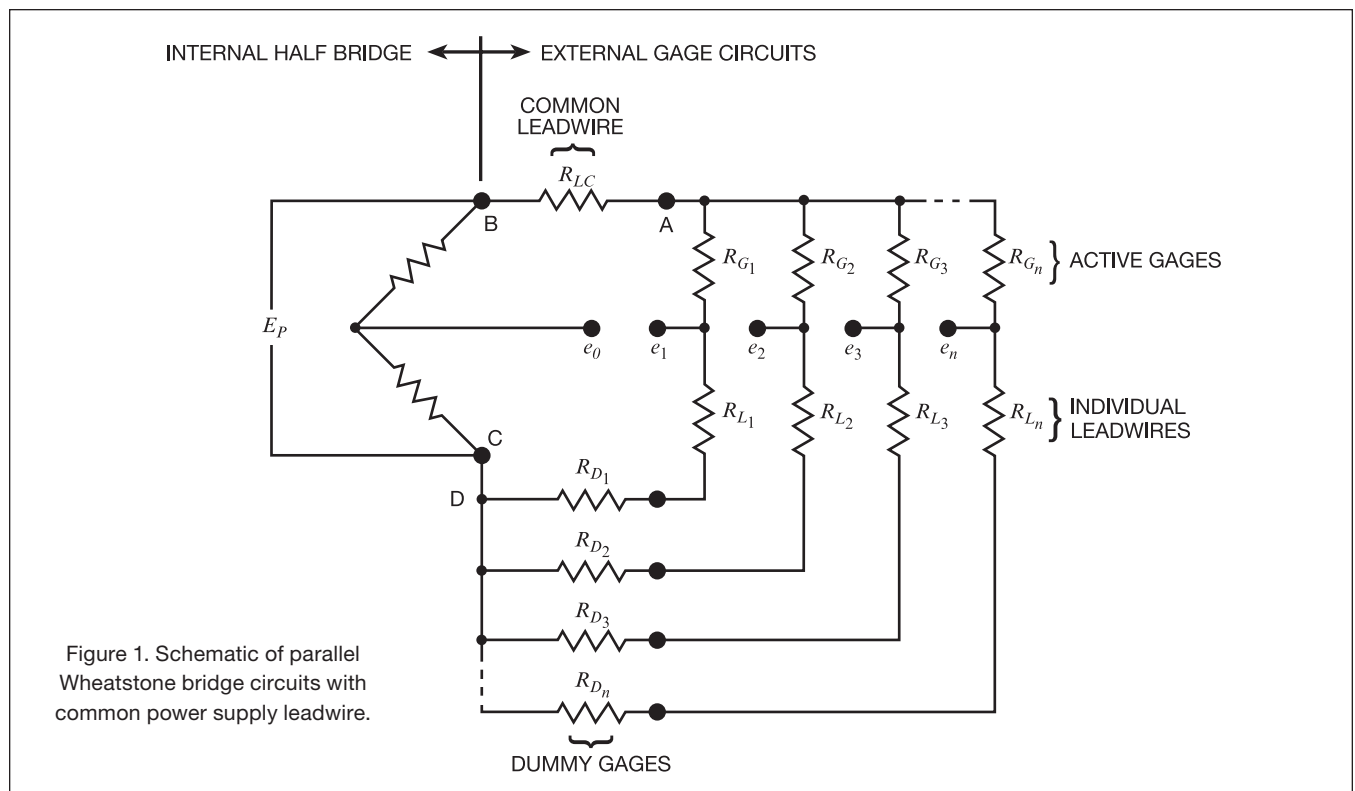 INTERNAL HALF BRIDGE
EXTERNAL GAGE CIRCUITS
COMMON
LEADWIRE
R_LC
B
A
R_G1
R_G2
R_G3
R_Gn
ACTIVE GAGES
E_P
e_0
e_1
e_2
e_3
e_n
R_L1
R_L2
R_L3
R_Ln
INDIVIDUAL
LEADWIRES
C
D
R_D1
R_D2
R_D3
R_Dn
DUMMY GAGES
Figure 1. Schematic of parallel
Wheatstone bridge circuits with
common power supply leadwire.